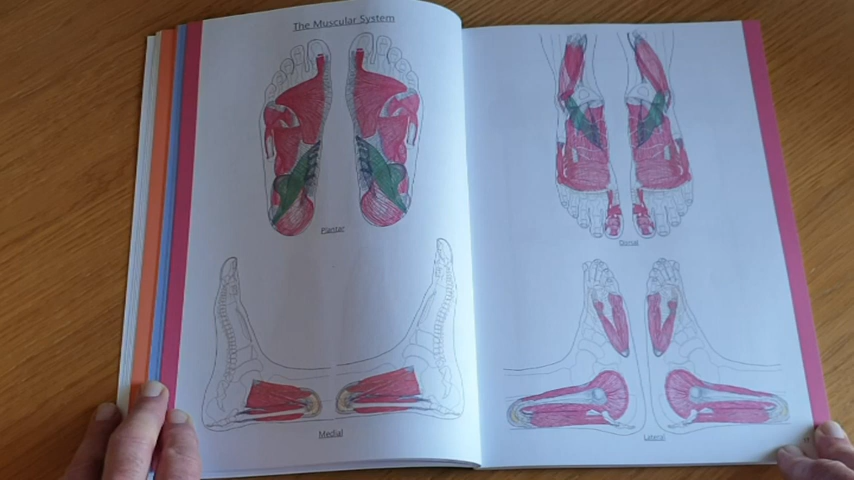 The Muscular System
Plantar
Medial
Dorsal
Lateral